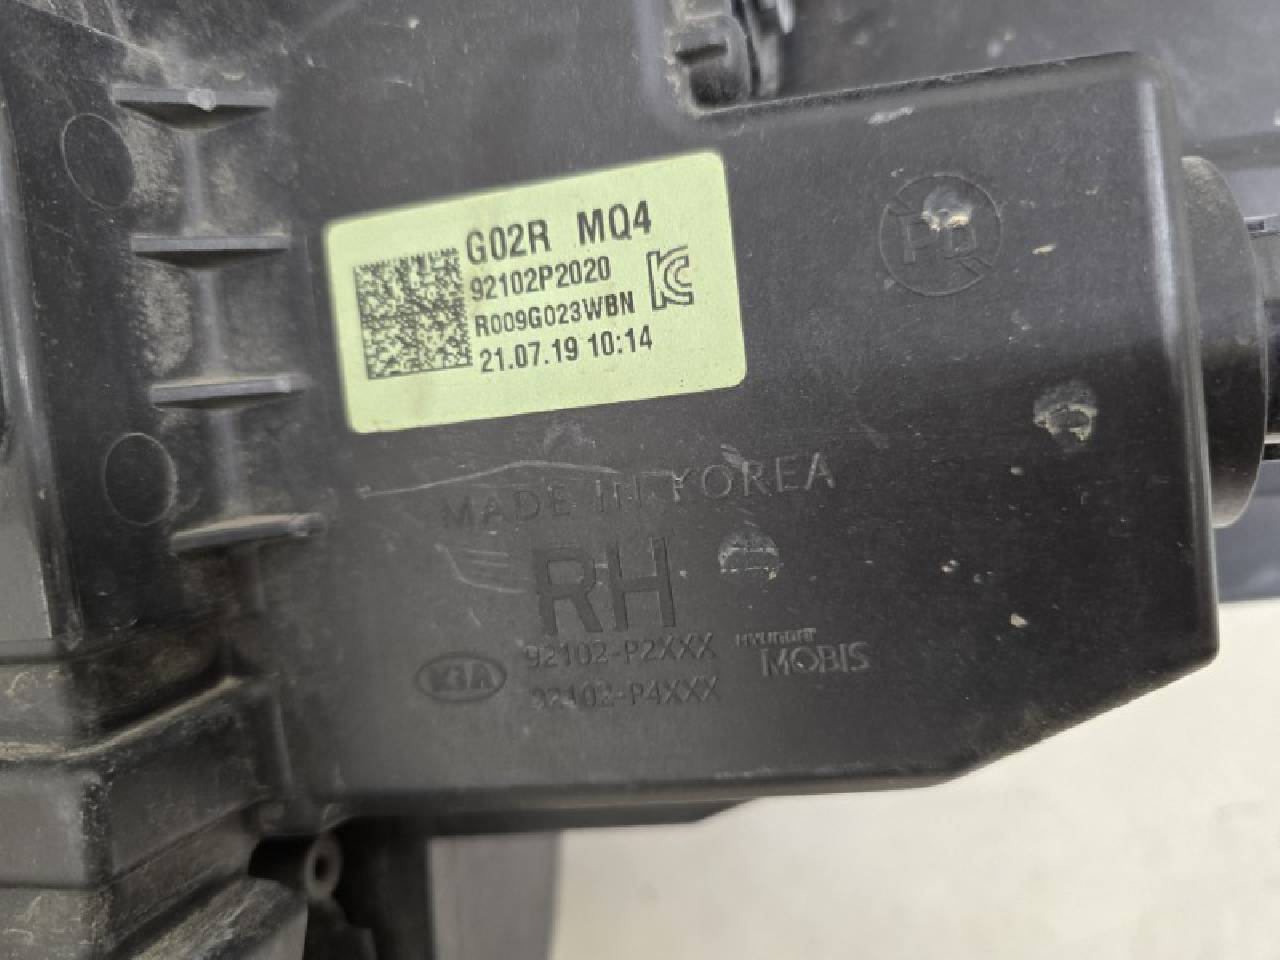 G02R MQ4
92102P2020
R009G023WBN
21.07.19 10:14
PD
MADE IN KOREA
RH
92102-P2XXX
92102-P4XXX
KIA
HYUNDAI
MOBIS